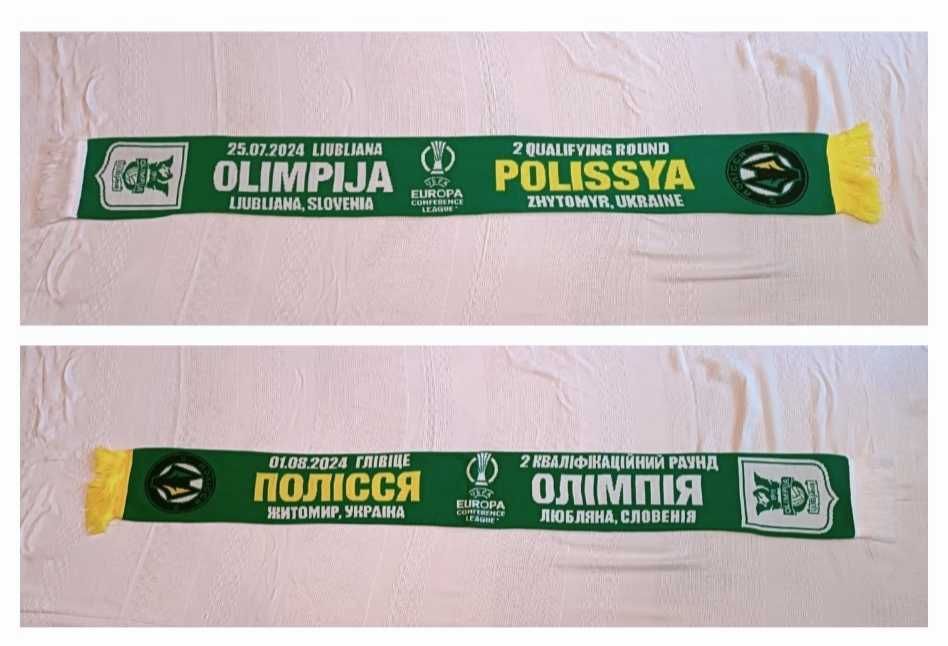 25.07.2024 LJUBLJANA
OLIMPIJA
LJUBLJANA, SLOVENIA
UEFA
EUROPA
CONFERENCE
LEAGUE
2 QUALIFYING ROUND
POLISSYA
ZHYTOMYR, UKRAINE
01.08.2024 ГЛІВІЦЕ
ПОЛІССЯ
ЖИТОМИР, УКРАЇНА
UEFA
EUROPA
CONFERENCE
LEAGUE
2 КВАЛІФІКАЦІЙНИЙ РАУНД
ОЛІМПІЯ
ЛЮБЛЯНА, СЛОВЕНІЯ
OLIMPIJA